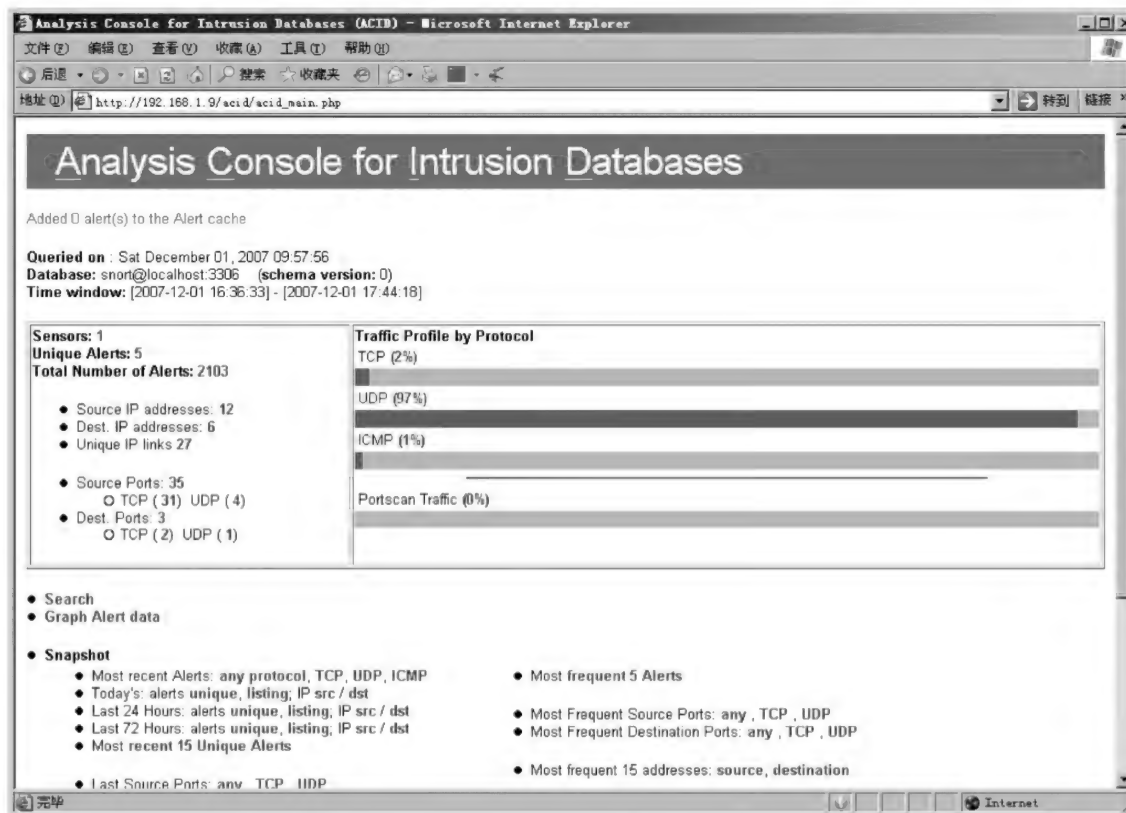 Analysis Console for Intrusion Databases (ACID) - Microsoft Internet Explorer
文件(F) 编辑(E) 查看(V) 收藏(A) 工具(T) 帮助(H)
后退 搜索 收藏夹
地址(D) http://192.168.1.9/acid/acid_main.php 转到 链接 »
Analysis Console for Intrusion Databases
Added 0 alert(s) to the Alert cache
Queried on : Sat December 01, 2007 09:57:56
Database: snort@localhost:3306 (schema version: 0)
Time window: [2007-12-01 16:36:33] - [2007-12-01 17:44:18]
Sensors: 1
Unique Alerts: 5
Total Number of Alerts: 2103
Source IP addresses: 12
Dest. IP addresses: 6
Unique IP links 27
Source Ports: 35
TCP ( 31) UDP ( 4)
Dest. Ports: 3
TCP ( 2) UDP ( 1)
Traffic Profile by Protocol
TCP (2%)
UDP (97%)
ICMP (1%)
Portscan Traffic (0%)
Search
Graph Alert data
Snapshot
Most recent Alerts: any protocol, TCP, UDP, ICMP
Today's: alerts unique, listing; IP src / dst
Last 24 Hours: alerts unique, listing; IP src / dst
Last 72 Hours: alerts unique, listing; IP src / dst
Most recent 15 Unique Alerts
Last Source Ports: any , TCP , UDP
Most frequent 5 Alerts
Most Frequent Source Ports: any , TCP , UDP
Most Frequent Destination Ports: any , TCP , UDP
Most frequent 15 addresses: source, destination
完毕 Internet